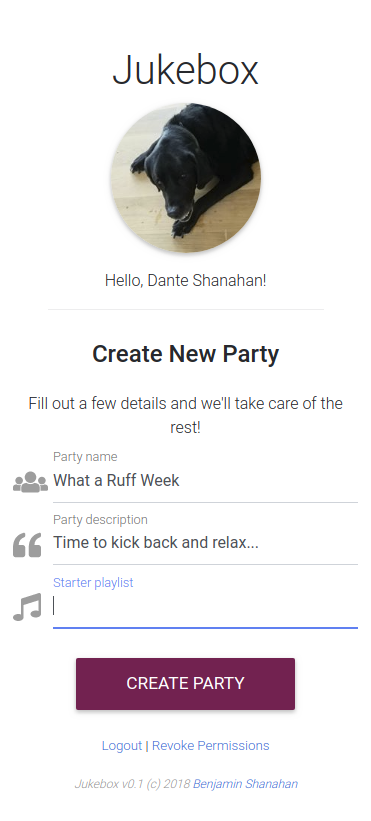 Jukebox
Hello, Dante Shanahan!
Create New Party
Fill out a few details and we'll take care of the
rest!
Party name
What a Ruff Week
Party description
Time to kick back and relax...
Starter playlist
CREATE PARTY
Logout | Revoke Permissions
Jukebox v0.1 (c) 2018 Benjamin Shanahan